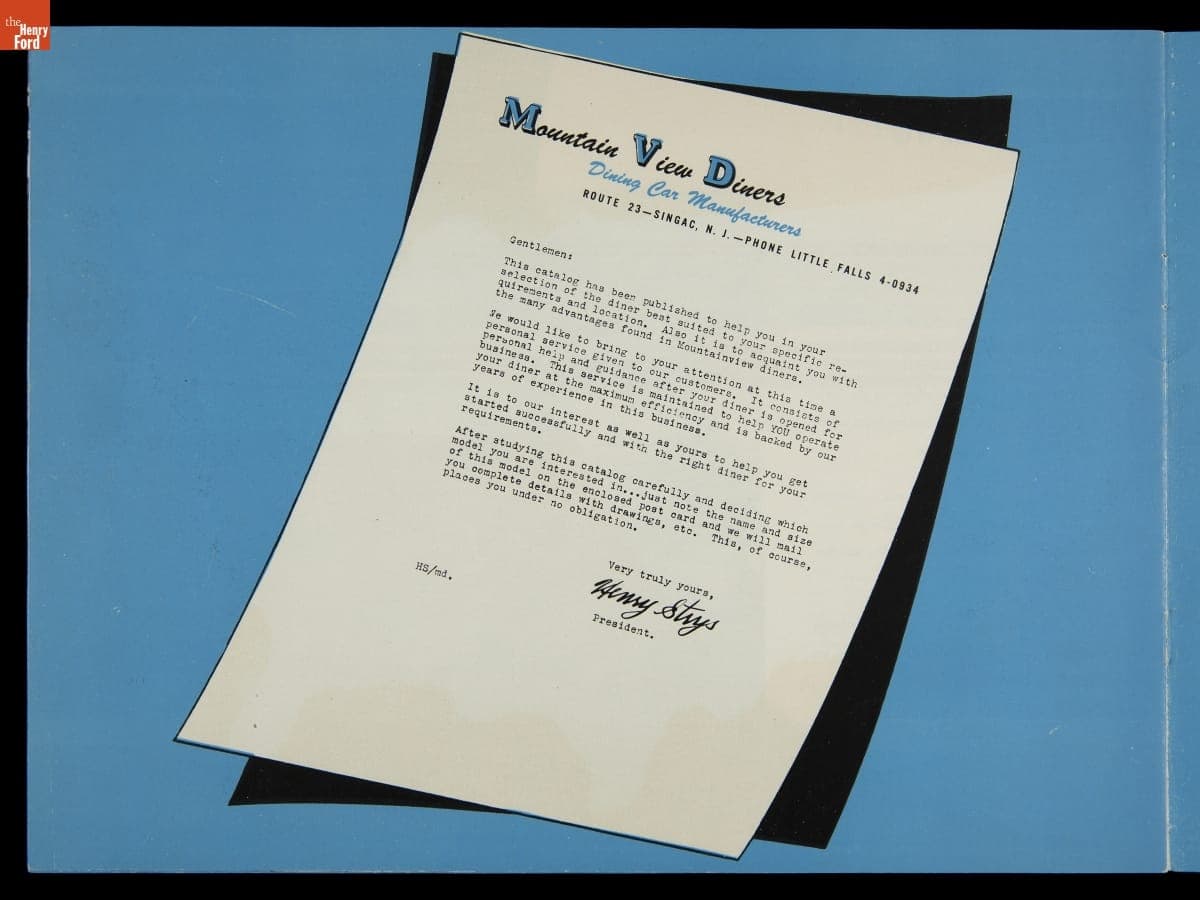 the
Henry
Ford
Mountain View Diners
Dining Car Manufacturers
ROUTE 23—SINGAC, N. J.—PHONE LITTLE FALLS 4-0934
Gentlemen:
This catalog has been published to help you in your
selection of the diner best suited to your specific re-
quirements and location. Also it is to acquaint you with
the many advantages found in Mountainview diners.
We would like to bring to your attention at this time a
personal service given to our customers. It consists of
personal help and guidance after your diner is opened for
business. This service is maintained to help YOU operate
your diner at the maximum efficiency and is backed by our
years of experience in this business.
It is to our interest as well as yours to help you get
started successfully and with the right diner for your
requirements.
After studying this catalog carefully and deciding which
model you are interested in...just note the name and size
of this model on the enclosed post card and we will mail
you complete details with drawings, etc. This, of course,
places you under no obligation.
Very truly yours,
Henry Strys
President.
HS/md.